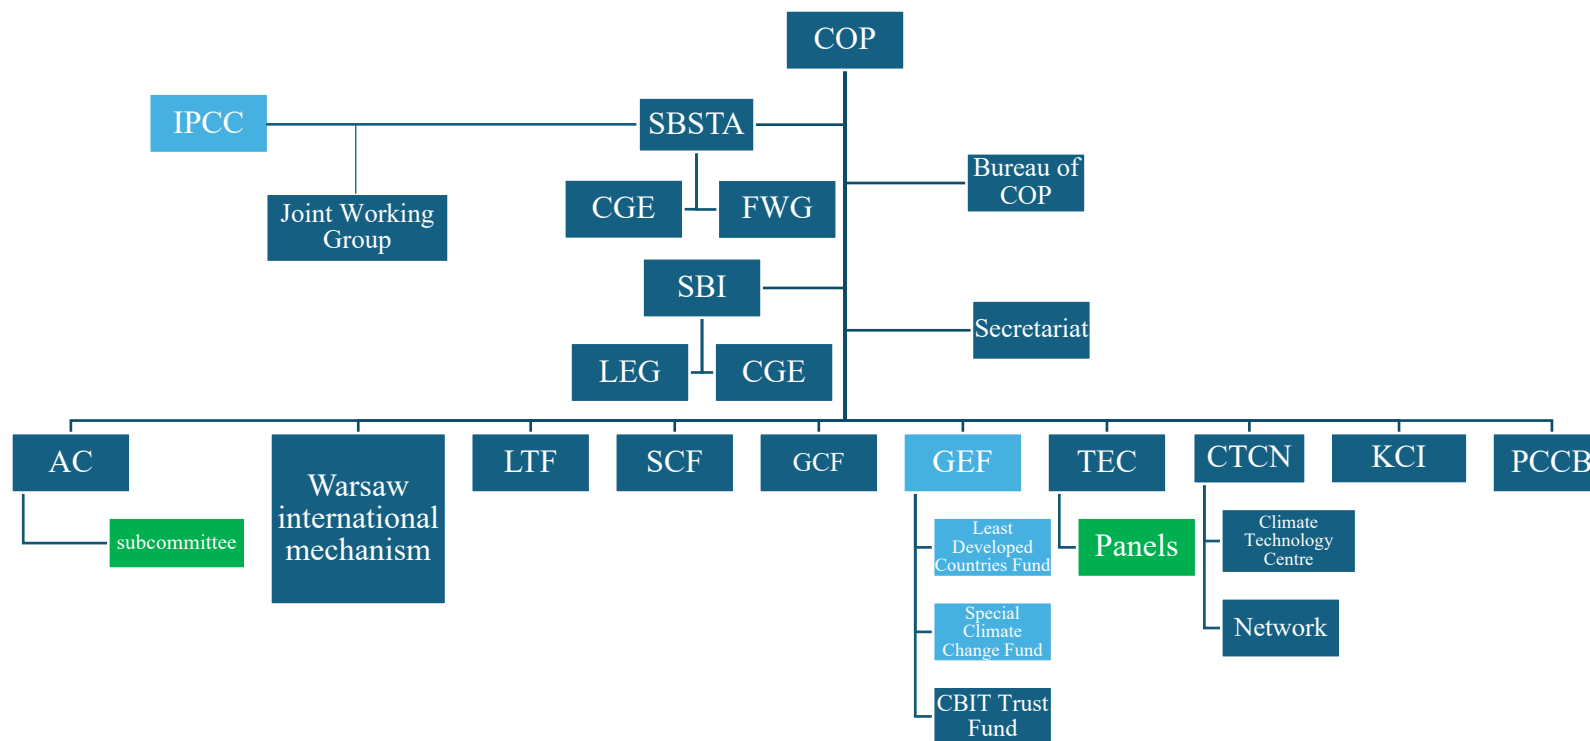 COP
IPCC
SBSTA
Joint Working
Group
CGE
FWG
Bureau of
COP
SBI
Secretariat
LEG
CGE
AC
subcommittee
Warsaw
international
mechanism
LTF
SCF
GCF
GEF
Least
Developed
Countries Fund
Special
Climate
Change Fund
CBIT Trust
Fund
TEC
Panels
CTCN
Climate
Technology
Centre
Network
KCI
PCCB